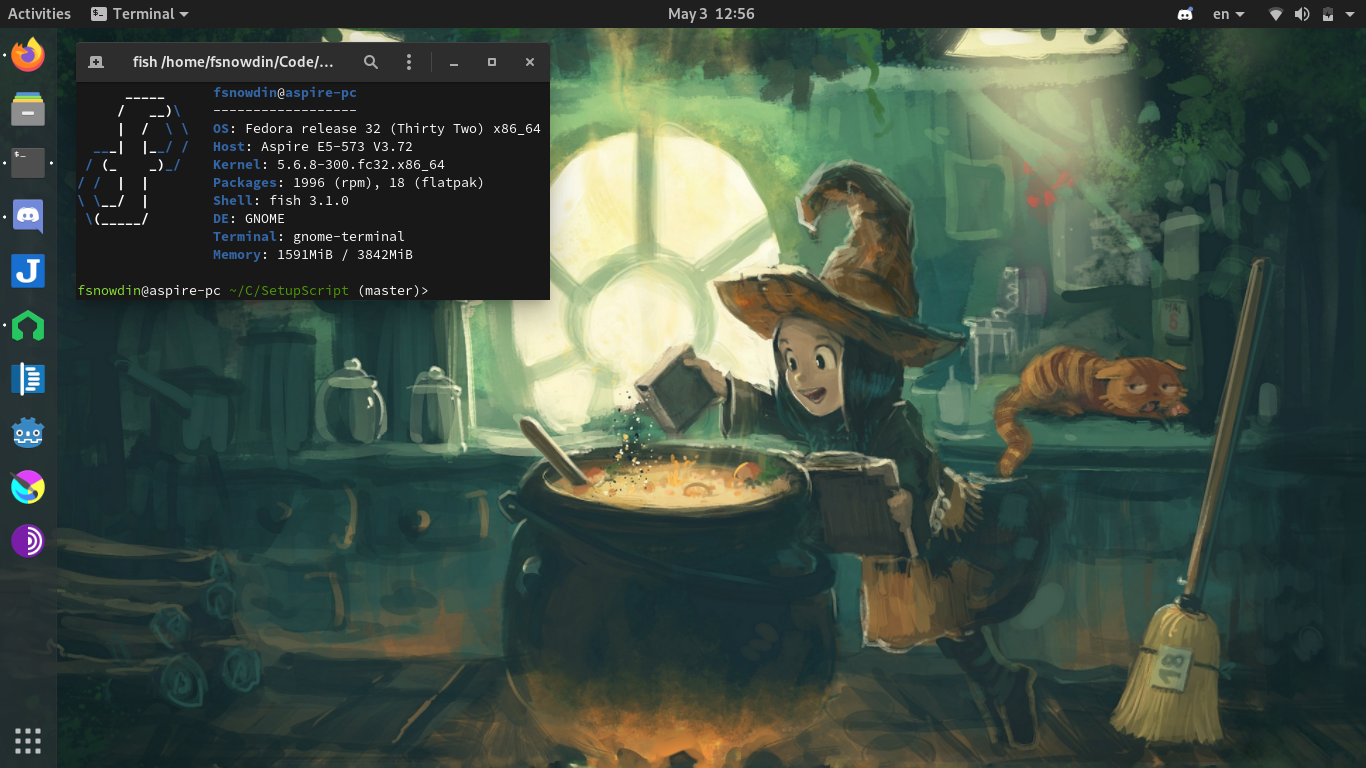 Activities Terminal May 3 12:56 en
fish /home/fsnowdin/Code/…
fsnowdin@aspire-pc
------------------
OS: Fedora release 32 (Thirty Two) x86_64
Host: Aspire E5-573 V3.72
Kernel: 5.6.8-300.fc32.x86_64
Packages: 1996 (rpm), 18 (flatpak)
Shell: fish 3.1.0
DE: GNOME
Terminal: gnome-terminal
Memory: 1591MiB / 3842MiB
fsnowdin@aspire-pc ~/C/SetupScript (master)>
J
5
18